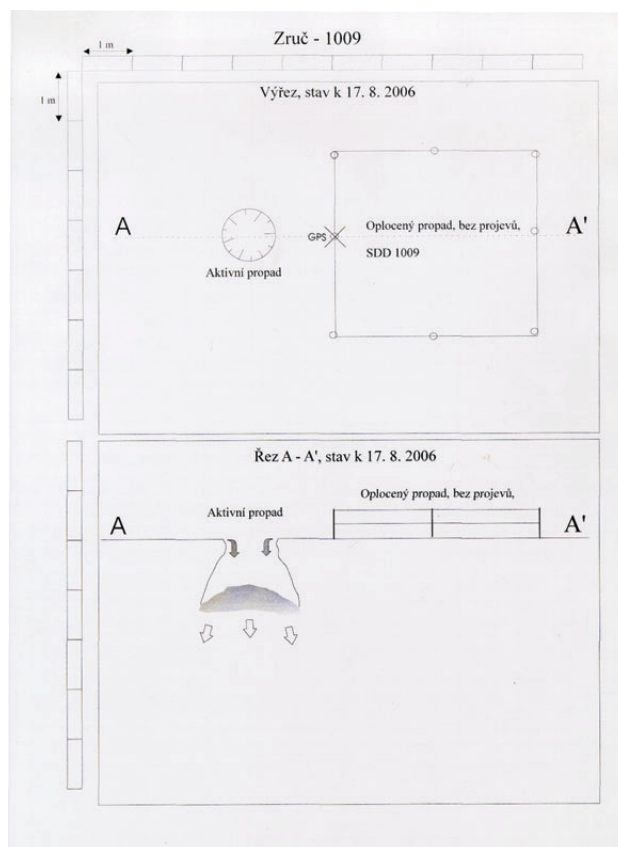 Zruč - 1009
1 m
1 m
Výřez, stav k 17. 8. 2006
A
GPS
Oplocený propad, bez projevů,
A'
SDD 1009
Aktivní propad
Řez A - A', stav k 17. 8. 2006
Oplocený propad, bez projevů,
Aktivní propad
A
A'